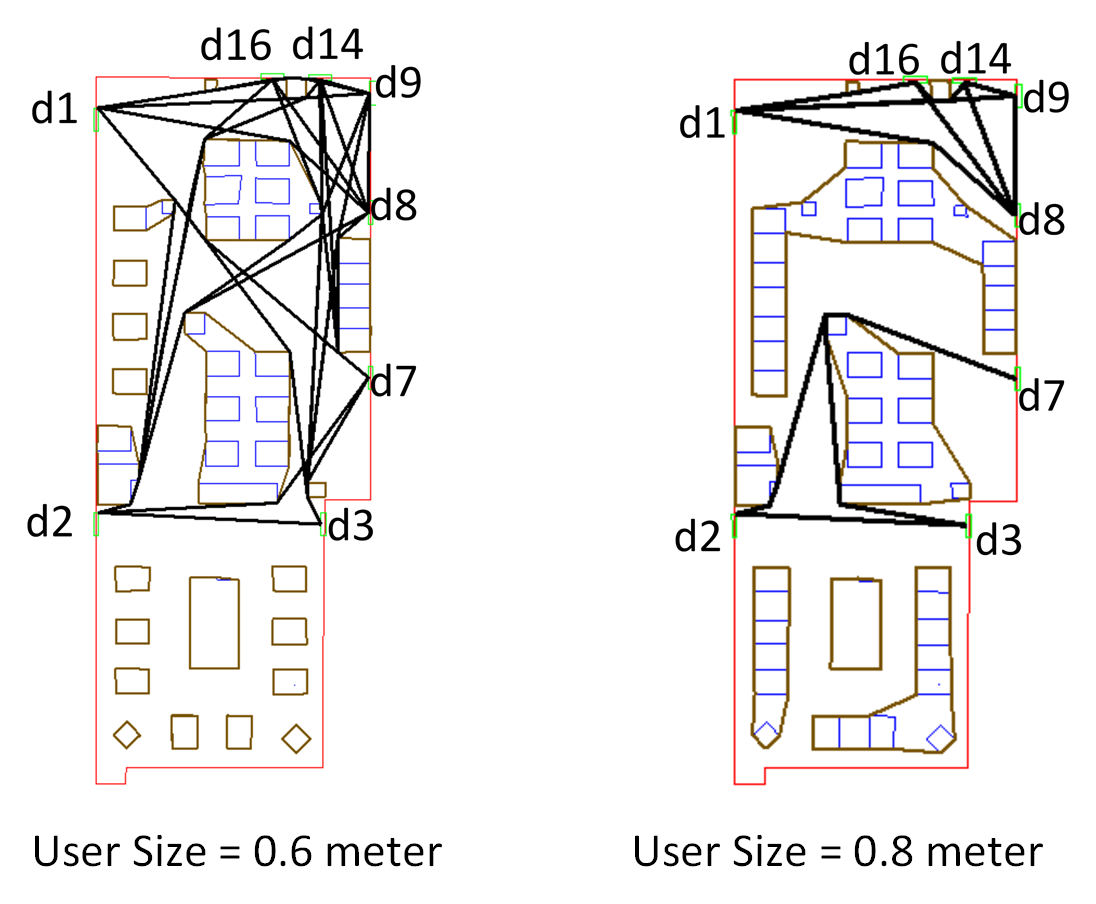 d16 d14
d9
d1
d8
d7
d2
d3
User Size = 0.6 meter
d16 d14
d9
d1
d8
d7
d2
d3
User Size = 0.8 meter